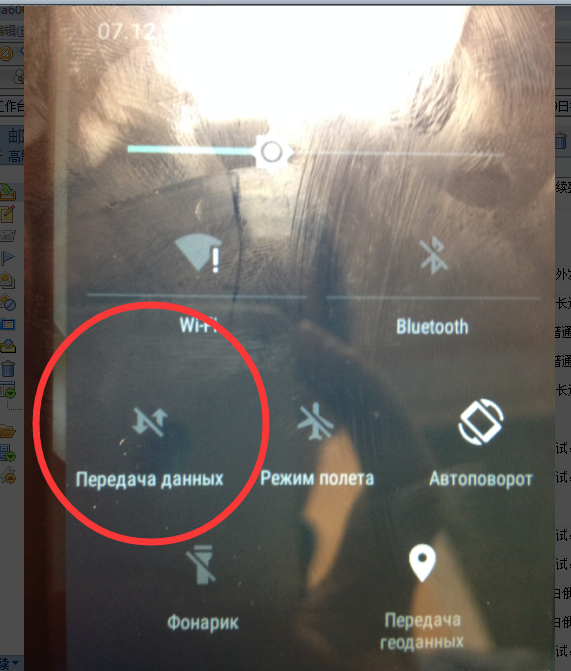 07.12
Wi-Fi
Bluetooth
Передача данных
Режим полета
Автоповорот
Фонарик
Передача
геоданных